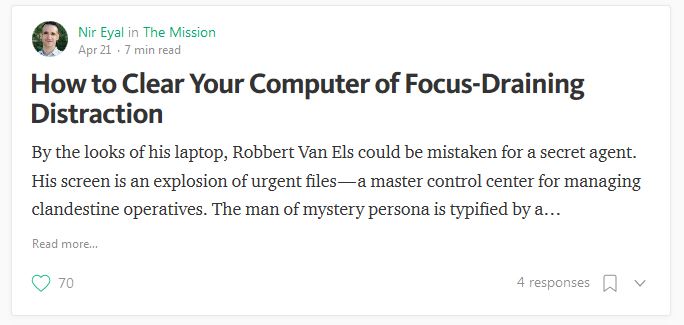 Nir Eyal in The Mission
Apr 21 · 7 min read
How to Clear Your Computer of Focus-Draining
Distraction
By the looks of his laptop, Robbert Van Els could be mistaken for a secret agent.
His screen is an explosion of urgent files—a master control center for managing
clandestine operatives. The man of mystery persona is typified by a…
Read more...
70
4 responses